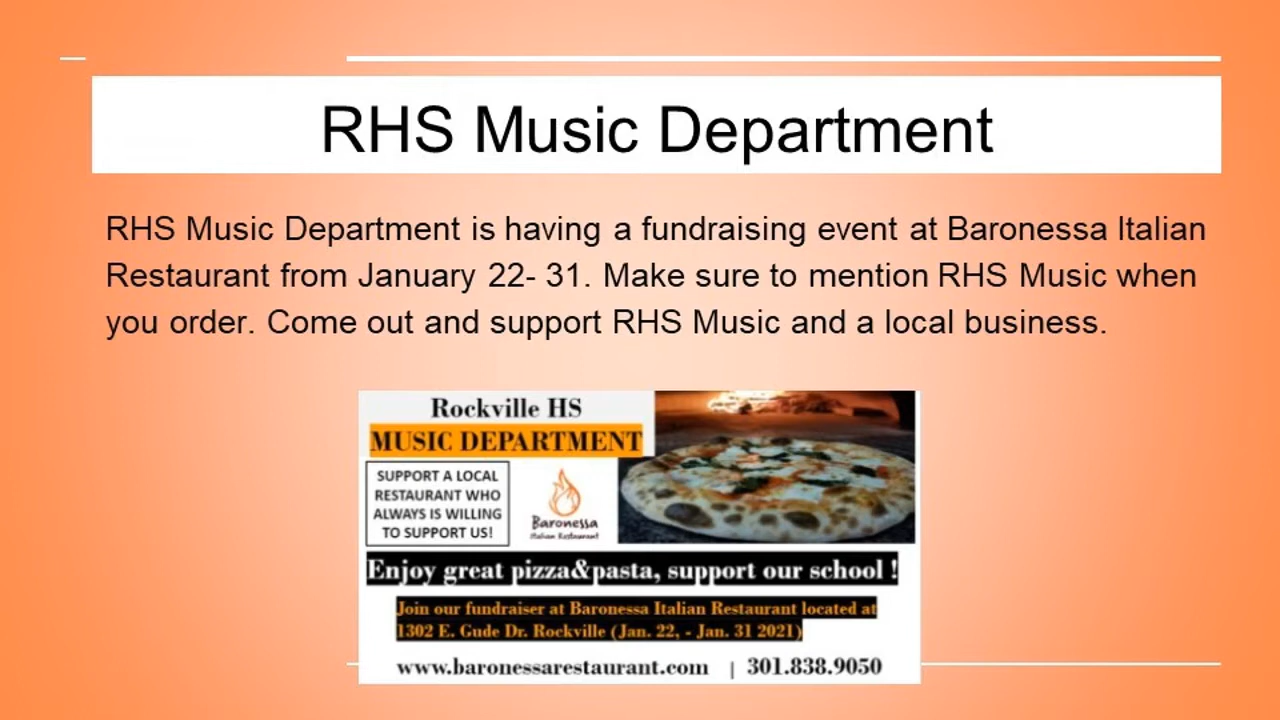 RHS Music Department
RHS Music Department is having a fundraising event at Baronessa Italian
Restaurant from January 22- 31. Make sure to mention RHS Music when
you order. Come out and support RHS Music and a local business.
Rockville HS
MUSIC DEPARTMENT
SUPPORT A LOCAL
RESTAURANT WHO
ALWAYS IS WILLING
TO SUPPORT US!
Baronessa
Italian Restaurant
Enjoy great pizza&pasta, support our school !
Join our fundraiser at Baronessa Italian Restaurant located at
1302 E. Gude Dr. Rockville (Jan. 22, - Jan. 31 2021)
www.baronessarestaurant.com | 301.838.9050